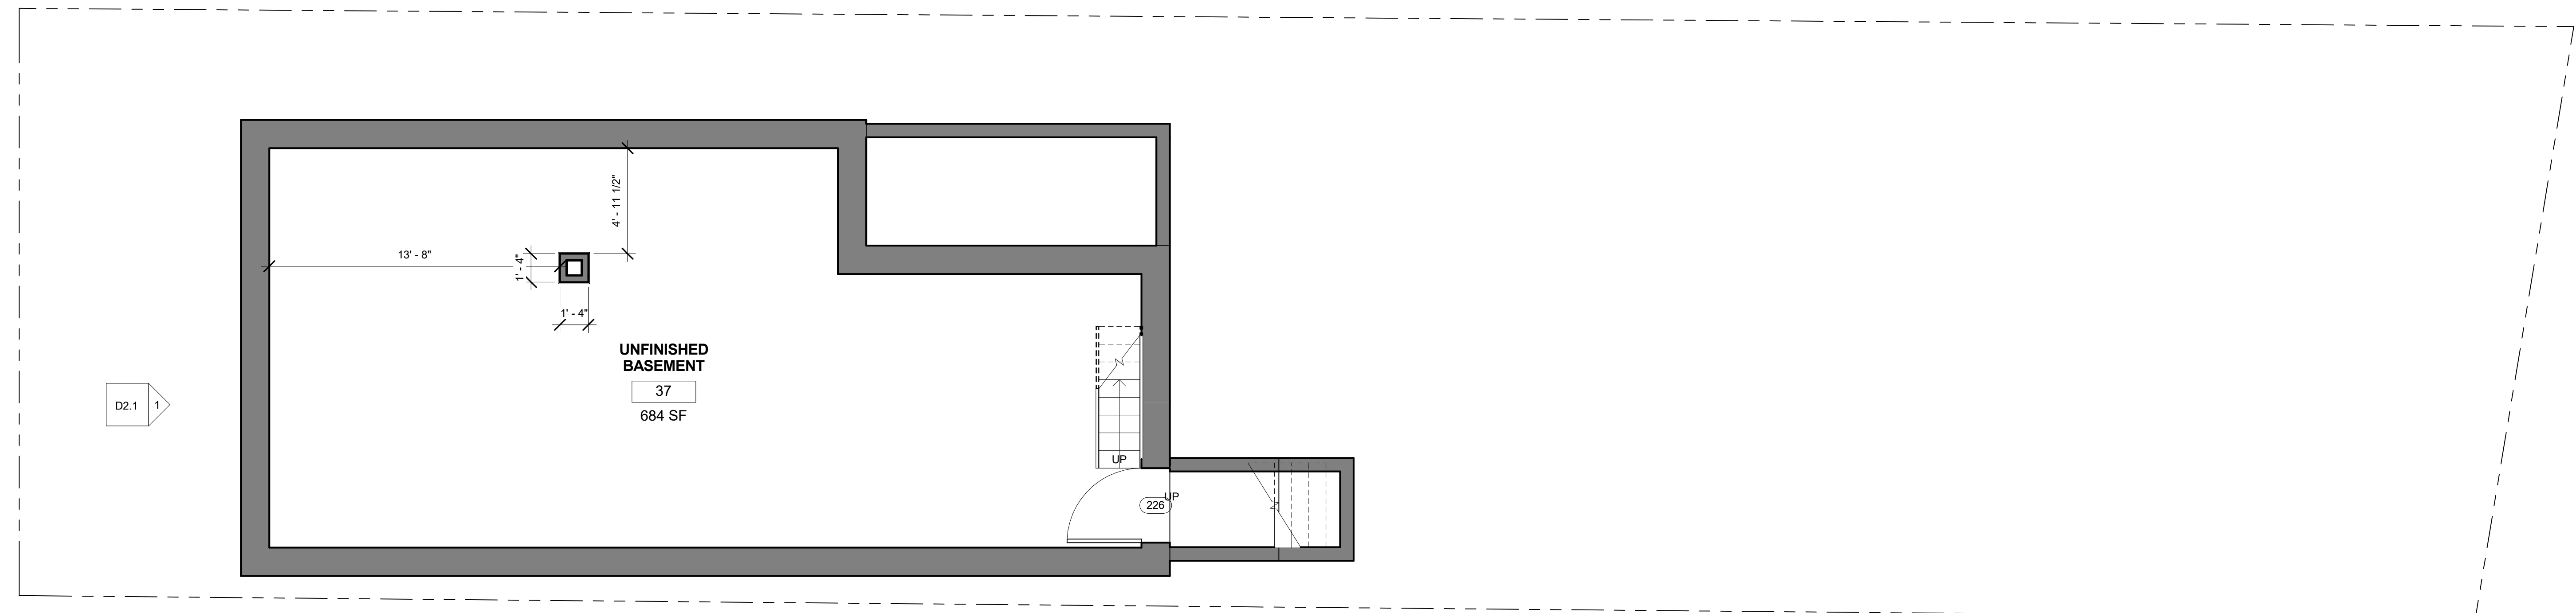 4' - 11 1/2"
13' - 8"
1' - 4"
1' - 4"
UNFINISHED
BASEMENT
37
684 SF
D2.1
1
UP
UP
226